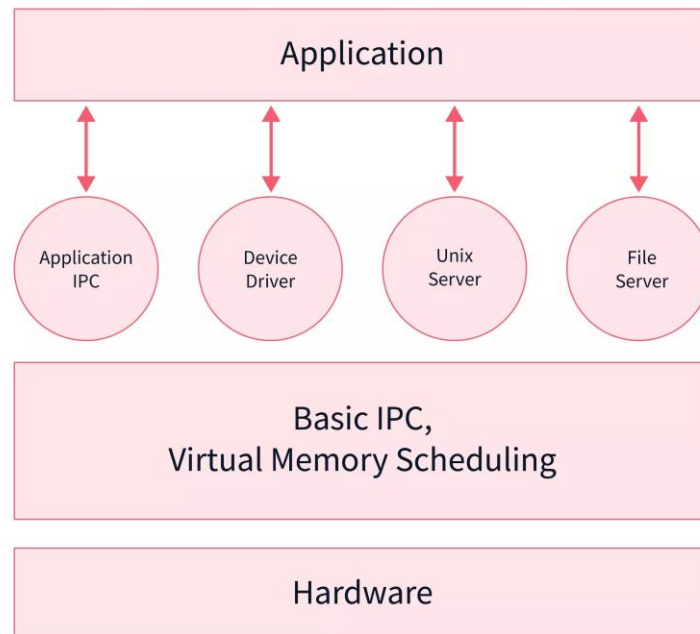 Application
Application
IPC
Device
Driver
Unix
Server
File
Server
Basic IPC,
Virtual Memory Scheduling
Hardware